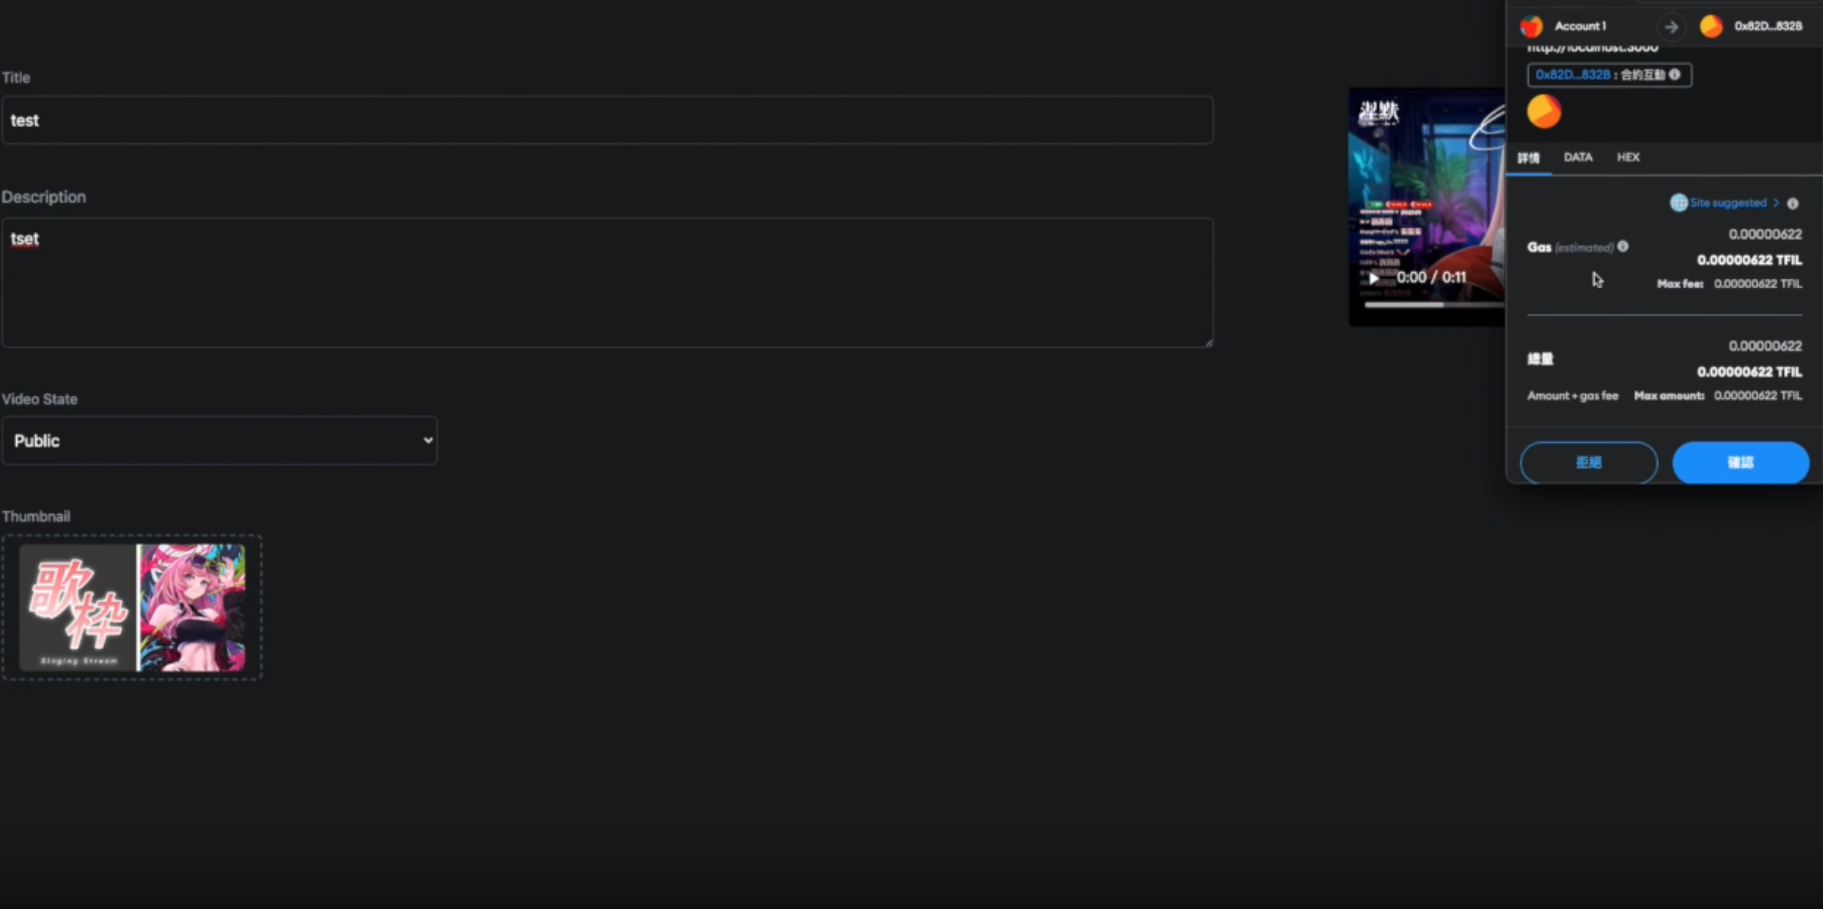 Title
test
Description
tset
Video State
Public
Thumbnail
歌枠
Singing Stream
涅默
0:00 / 0:11
Account 1
0x82D...832B
http://localhost:3000
0x82D...832B : 合約互動
詳情 DATA HEX
Site suggested >
0.00000622
Gas (estimated) 0.00000622 TFIL
Max fee: 0.00000622 TFIL
0.00000622
總量 0.00000622 TFIL
Amount + gas fee Max amount: 0.00000622 TFIL
拒絕 確認